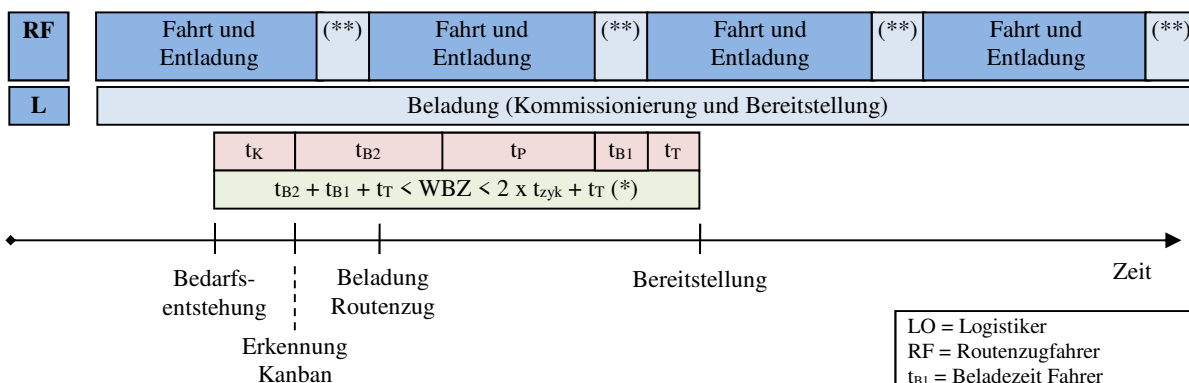 RF
Fahrt und
Entladung
(**)
Fahrt und
Entladung
(**)
Fahrt und
Entladung
(**)
Fahrt und
Entladung
(**)
L
Beladung (Kommissionierung und Bereitstellung)
tK
tB2
tP
tB1
tT
tB2 + tB1 + tT < WBZ < 2 x tzyk + tT (*)
Bedarfs-
entstehung
Beladung
Routenzug
Bereitstellung
Zeit
Erkennung
Kanban
LO = Logistiker
RF = Routenzugfahrer
tB1 = Beladezeit Fahrer